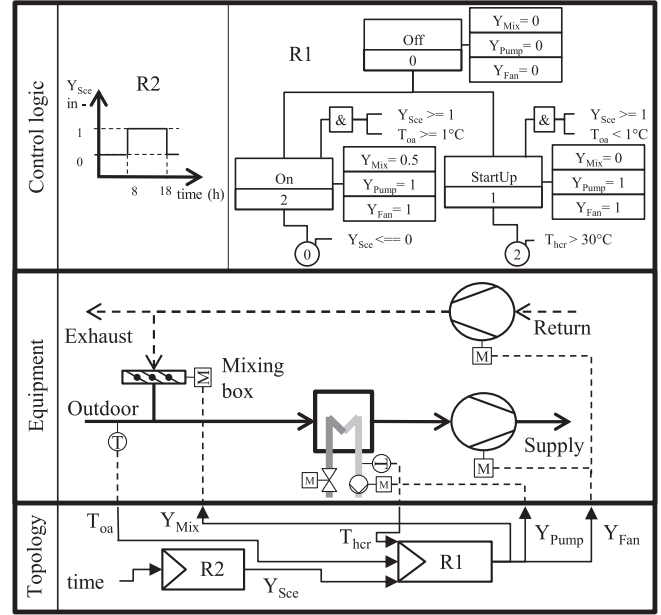 Control logic
R2
Y_Sce
in -
1
0
8
18
time (h)
R1
Off
0
Y_Mix = 0
Y_Pump = 0
Y_Fan = 0
&
Y_Sce >= 1
T_oa >= 1°C
&
Y_Sce >= 1
T_oa < 1°C
On
2
Y_Mix = 0.5
Y_Pump = 1
Y_Fan = 1
StartUp
1
Y_Mix = 0
Y_Pump = 1
Y_Fan = 1
0
Y_Sce <== 0
2
T_hcr > 30°C
Equipment
Exhaust
Return
M
Mixing
box
M
Outdoor
T
Supply
M
T
M
M
Topology
T_oa
Y_Mix
T_hcr
Y_Pump
Y_Fan
time
R2
Y_Sce
R1